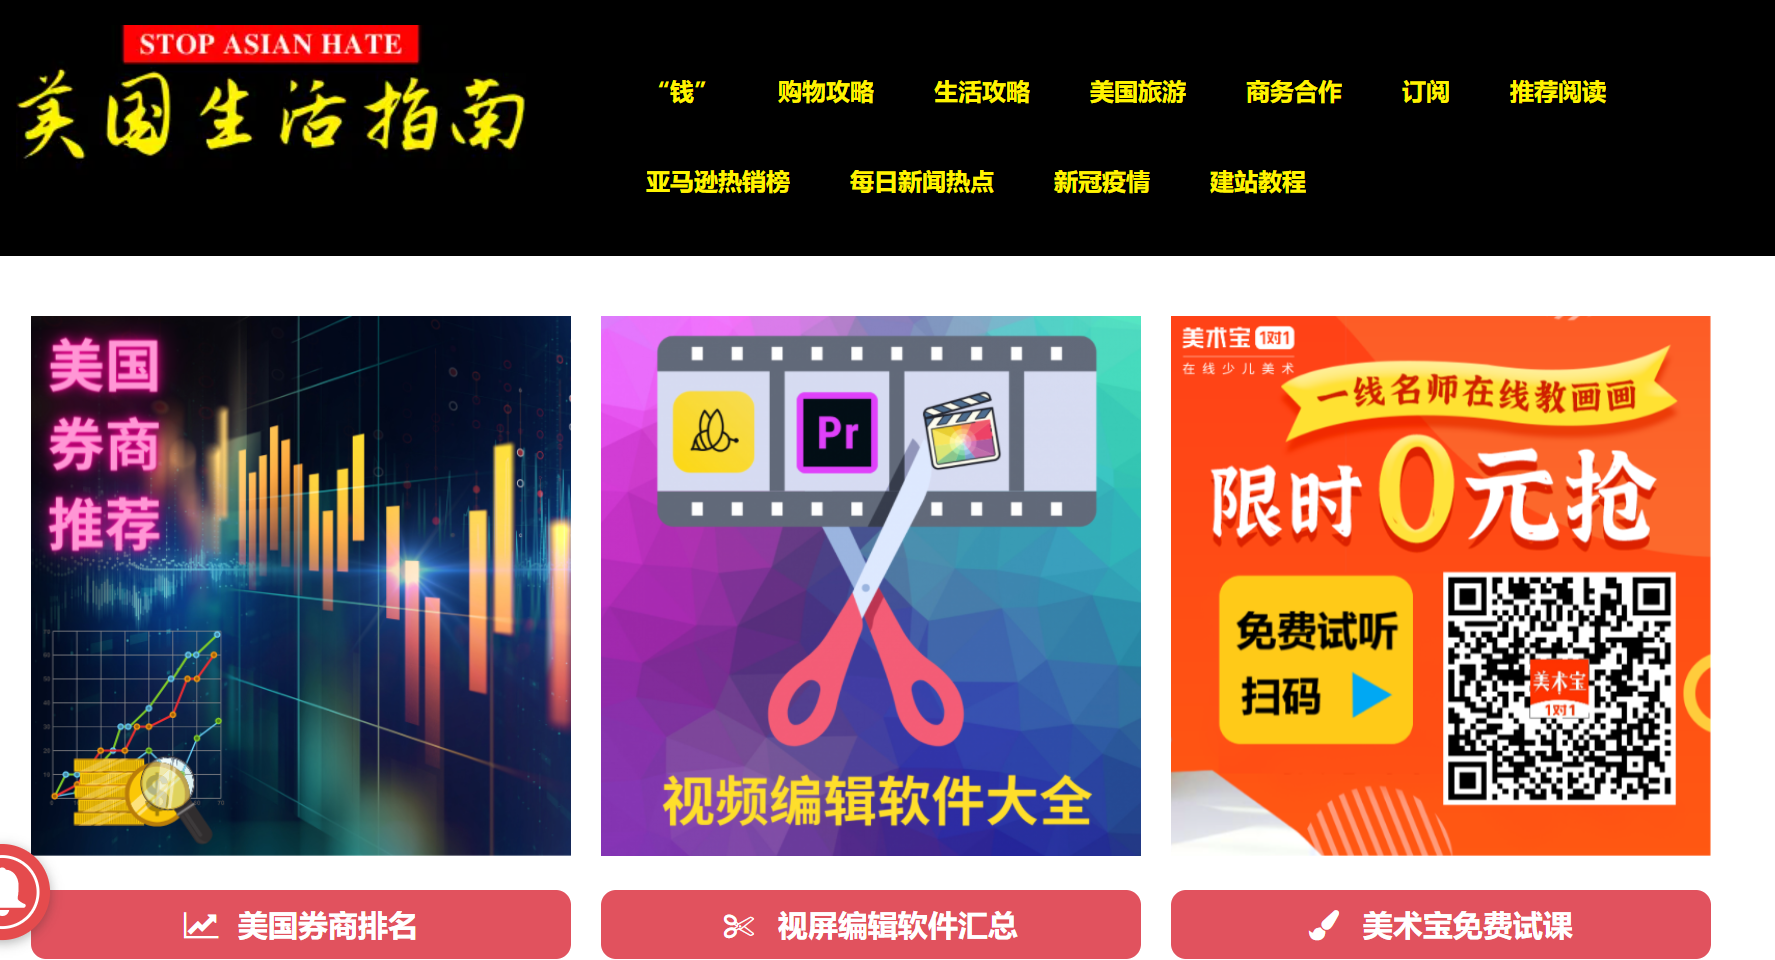 STOP ASIAN HATE
美国生活指南
“钱” 购物攻略 生活攻略 美国旅游 商务合作 订阅 推荐阅读
亚马逊热销榜 每日新闻热点 新冠疫情 建站教程
美国
券商
推荐
Pr
视频编辑软件大全
美术宝 1对1
在线少儿美术
一线名师在线教画画
限时0元抢
免费试听
扫码
美术宝
1对1
美国券商排名
视屏编辑软件汇总
美术宝免费试课